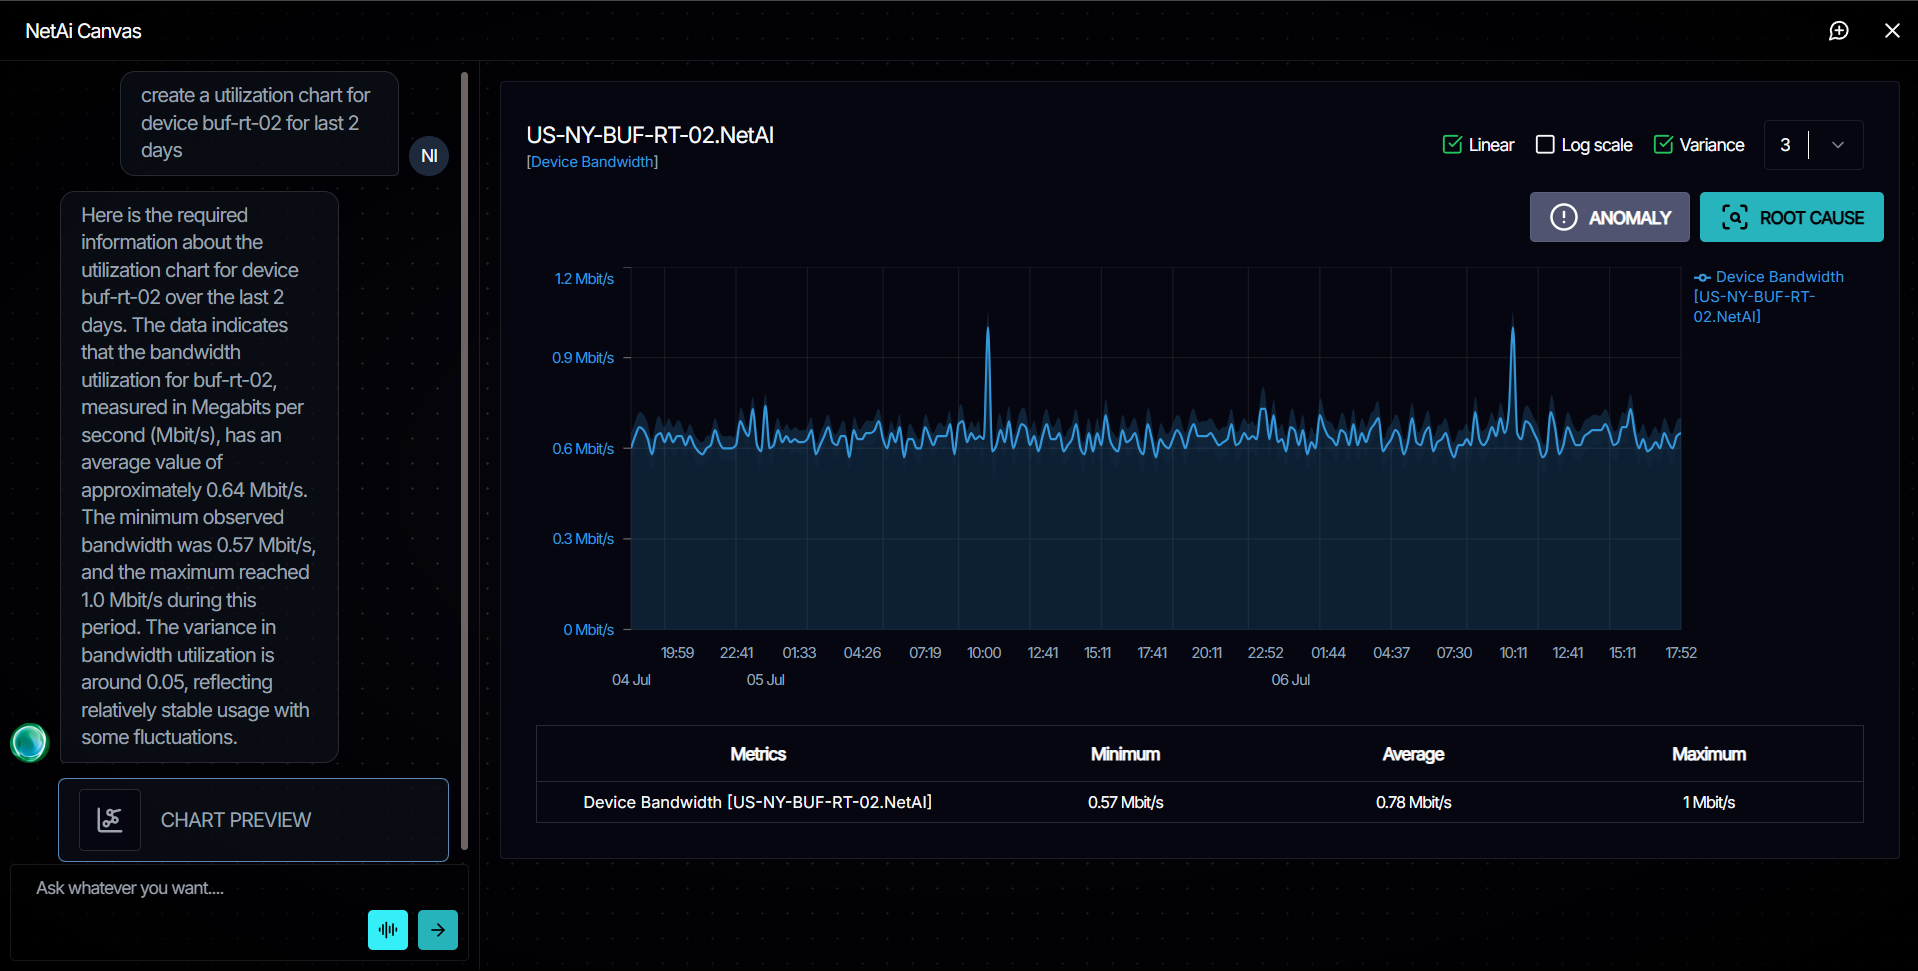 NetAi Canvas
create a utilization chart for
device buf-rt-02 for last 2
days
NI
Here is the required
information about the
utilization chart for device
buf-rt-02 over the last 2
days. The data indicates
that the bandwidth
utilization for buf-rt-02,
measured in Megabits per
second (Mbit/s), has an
average value of
approximately 0.64 Mbit/s.
The minimum observed
bandwidth was 0.57 Mbit/s,
and the maximum reached
1.0 Mbit/s during this
period. The variance in
bandwidth utilization is
around 0.05, reflecting
relatively stable usage with
some fluctuations.
CHART PREVIEW
Ask whatever you want....
US-NY-BUF-RT-02.NetAI
[Device Bandwidth]
Linear Log scale Variance 3
ANOMALY ROOT CAUSE
1.2 Mbit/s
0.9 Mbit/s
0.6 Mbit/s
0.3 Mbit/s
0 Mbit/s
Device Bandwidth
[US-NY-BUF-RT-
02.NetAI]
19:59 22:41 01:33 04:26 07:19 10:00 12:41 15:11 17:41 20:11 22:52 01:44 04:37 07:30 10:11 12:41 15:11 17:52
04 Jul 05 Jul 06 Jul
Metrics Minimum Average Maximum
Device Bandwidth [US-NY-BUF-RT-02.NetAI] 0.57 Mbit/s 0.78 Mbit/s 1 Mbit/s